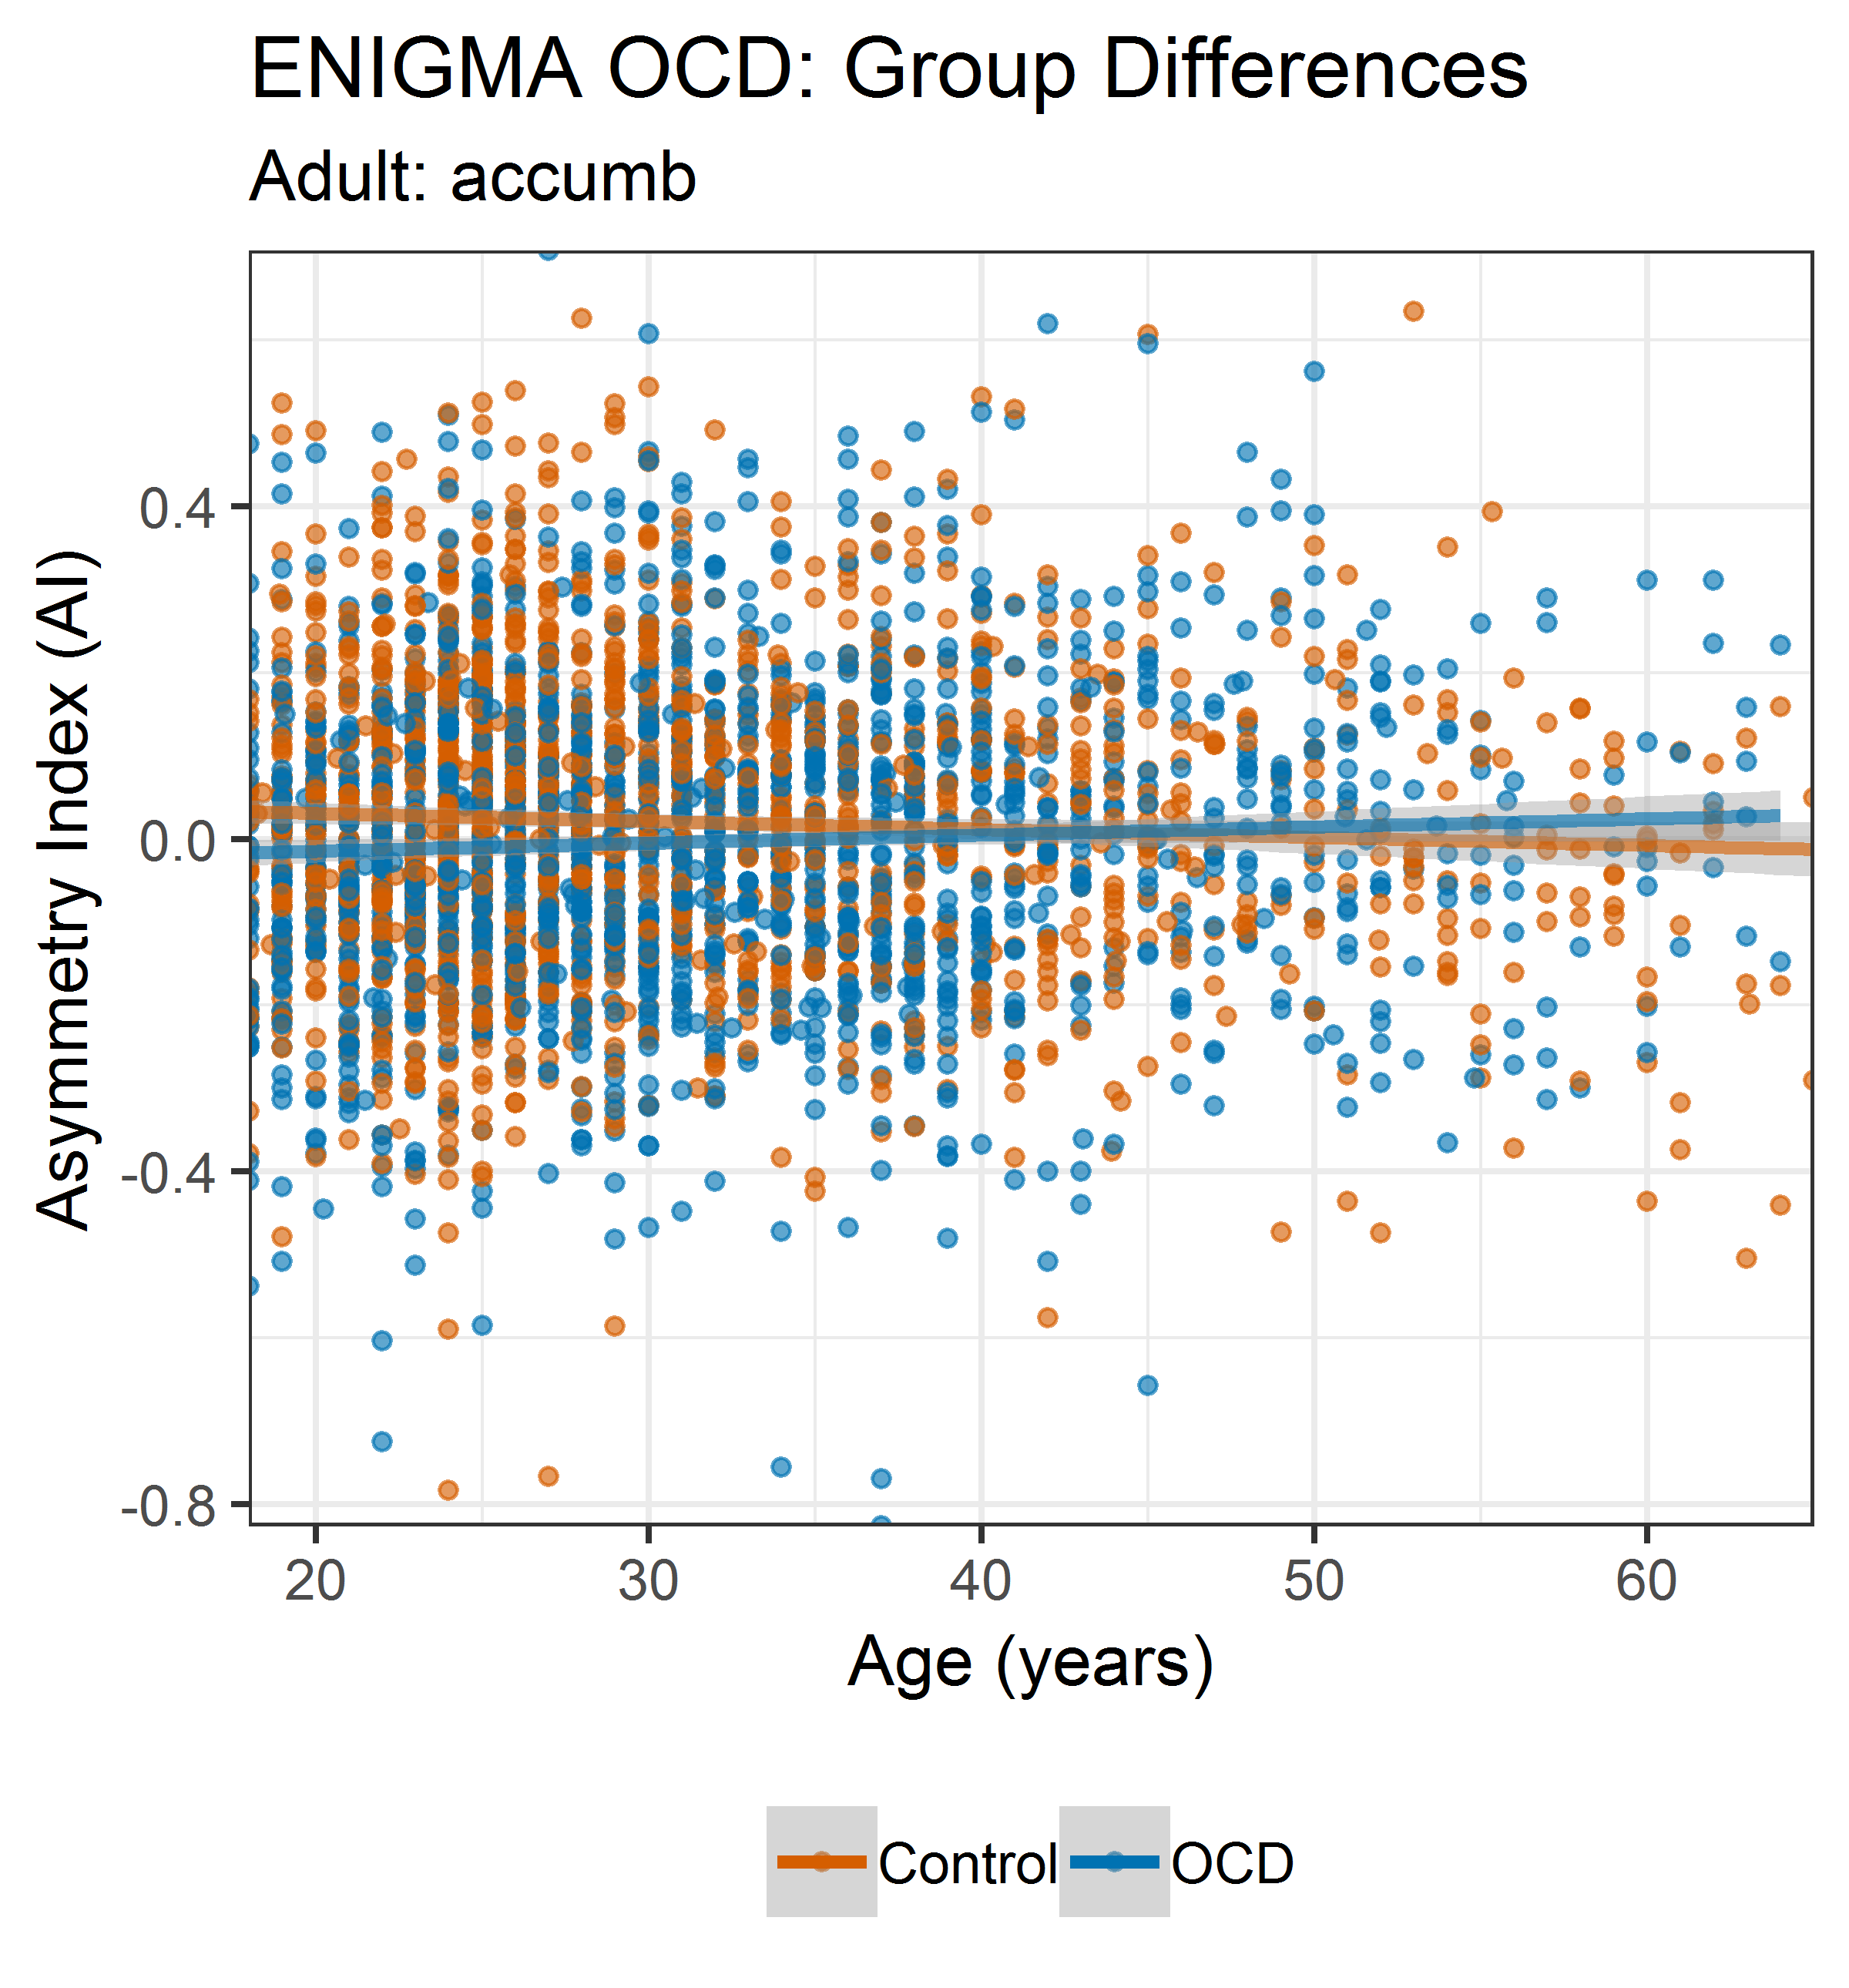 ENIGMA OCD: Group Differences
Adult: accumb
Asymmetry Index (AI)
0.4
0.0
-0.4
-0.8
20 30 40 50 60
Age (years)
Control OCD